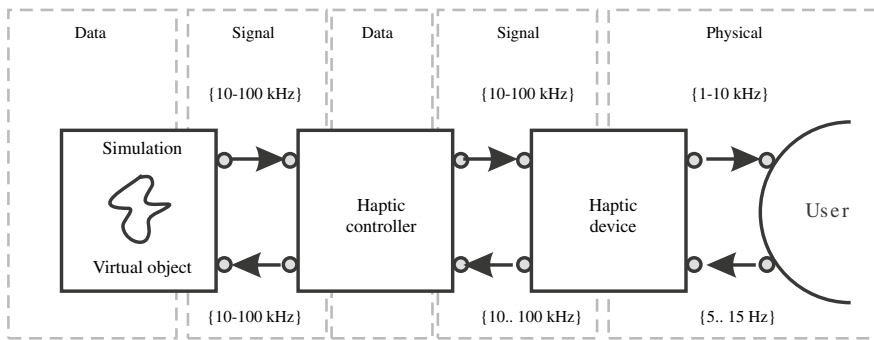 Data
Signal
Data
Signal
Physical
{10-100 kHz}
{10-100 kHz}
{1-10 kHz}
Simulation
Virtual object
Haptic
controller
Haptic
device
User
{10-100 kHz}
{10.. 100 kHz}
{5.. 15 Hz}